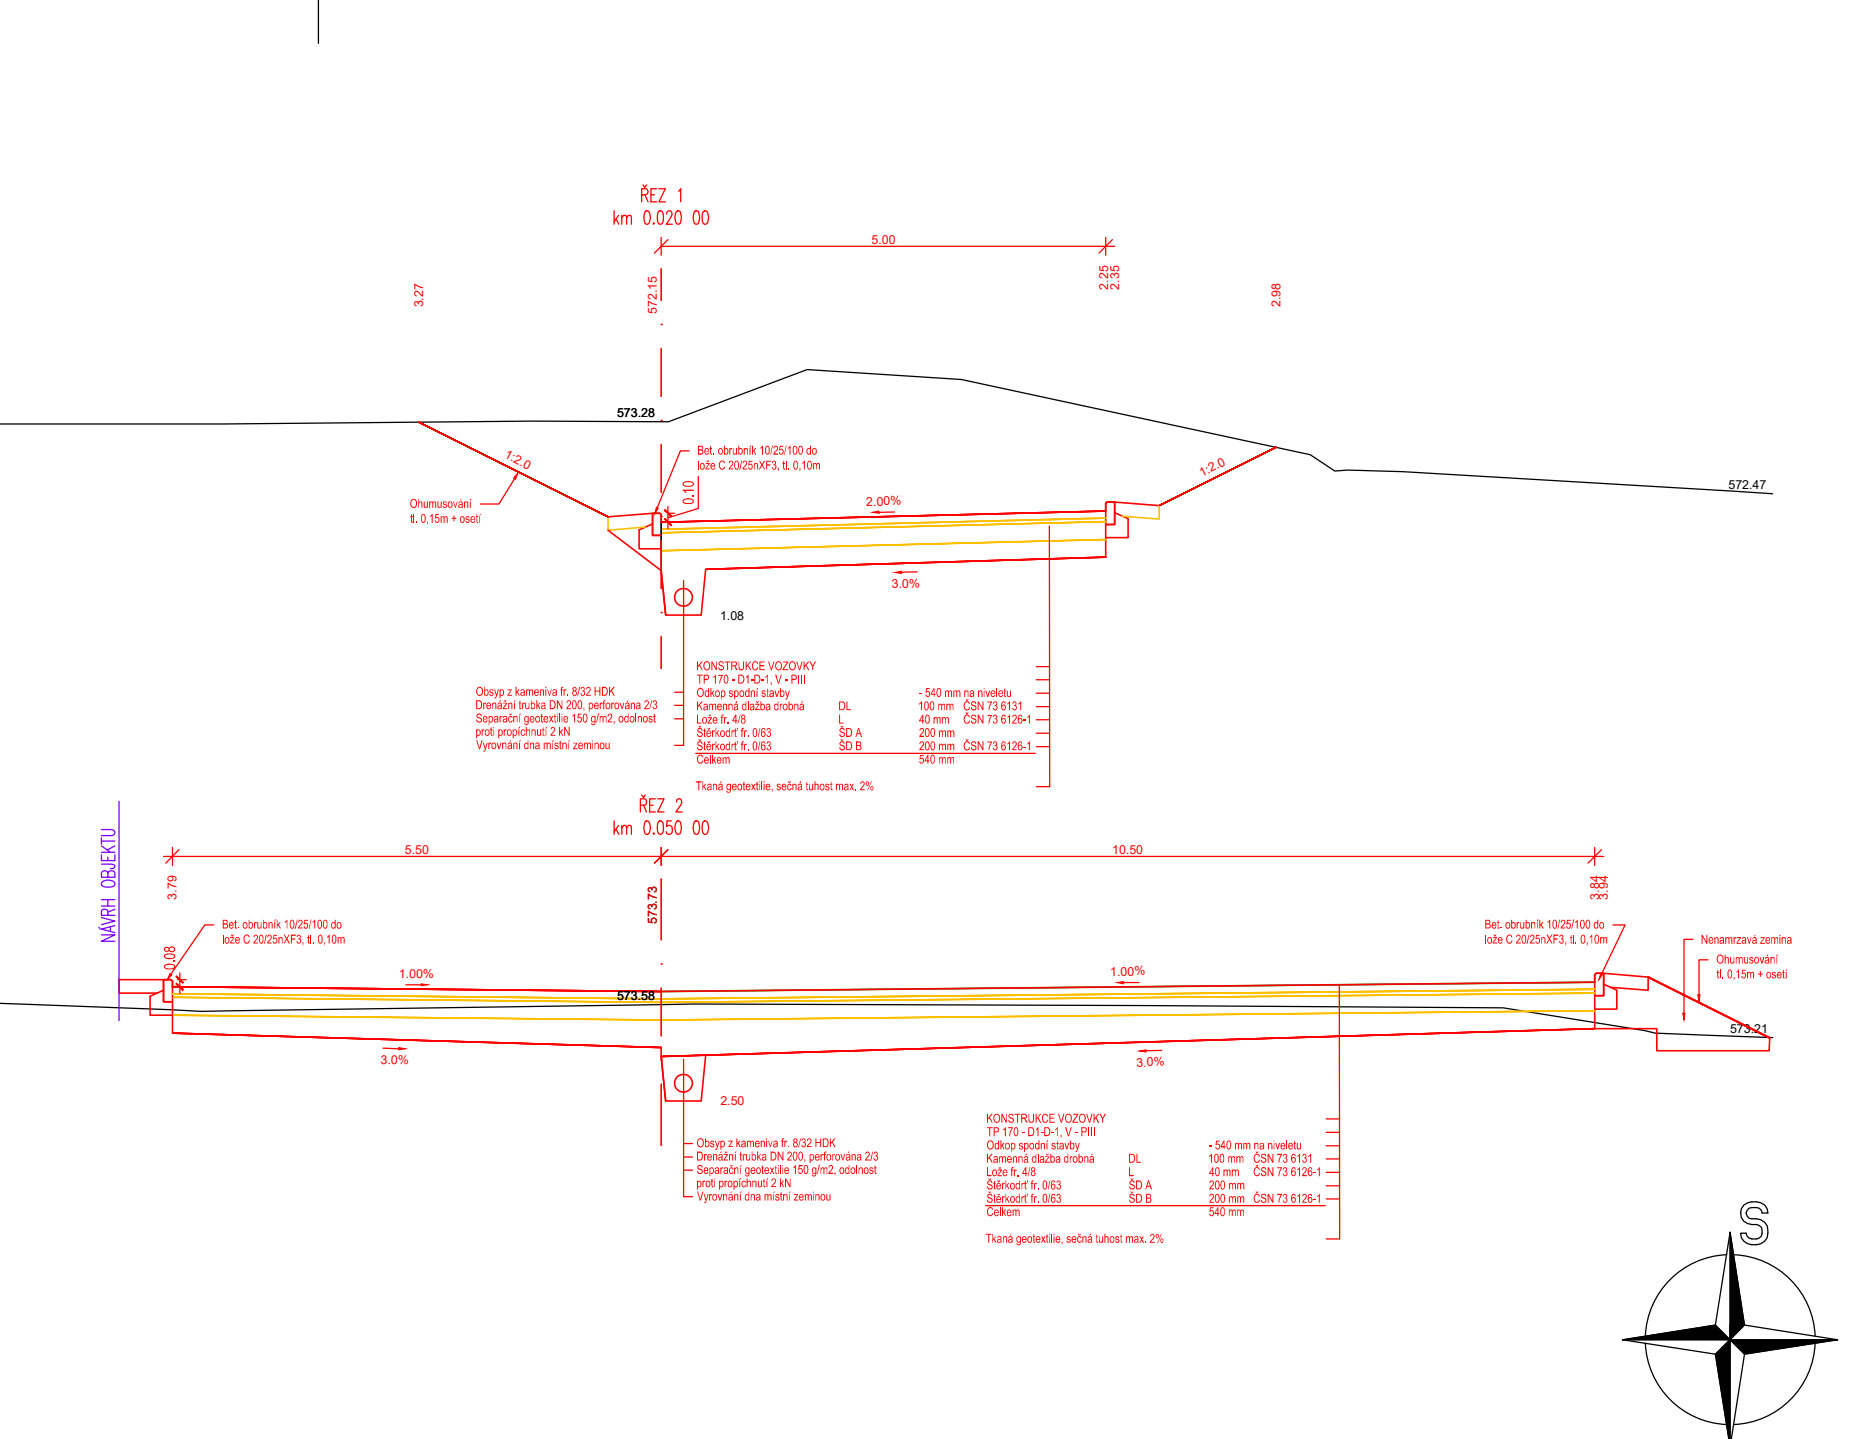 ŘEZ 1
km 0.020 00
5.00
3.27
572.15
2.25
2.35
2.98
573.28
572.47
1:2.0
Bet. obrubník 10/25/100 do
lože C 20/25nXF3, tl. 0,10m
0.10
Ohumusování
tl. 0,15m + osetí
2.00%
1:2.0
3.0%
1.08
Obsyp z kameniva fr. 8/32 HDK
Drenážní trubka DN 200, perforována 2/3
Separační geotextilie 150 g/m2, odolnost
proti propíchnutí 2 kN
Vyrovnání dna místní zeminou
KONSTRUKCE VOZOVKY
TP 170 - D1-D-1, V - PIII
Odkop spodní stavby - 540 mm na niveletu
Kamenná dlažba drobná DL 100 mm ČSN 73 6131
Lože fr. 4/8 L 40 mm ČSN 73 6126-1
Štěrkodrť fr. 0/63 ŠD A 200 mm
Štěrkodrť fr. 0/63 ŠD B 200 mm ČSN 73 6126-1
Celkem 540 mm
Tkaná geotextilie, sečná tuhost max. 2%
ŘEZ 2
km 0.050 00
NÁVRH OBJEKTU
5.50
10.50
3.79
573.73
3.84
3.94
Bet. obrubník 10/25/100 do
lože C 20/25nXF3, tl. 0,10m
0.08
1.00%
573.58
1.00%
Bet. obrubník 10/25/100 do
lože C 20/25nXF3, tl. 0,10m
Nenamrzavá zemina
Ohumusování
tl. 0,15m + osetí
573.21
3.0%
3.0%
2.50
Obsyp z kameniva fr. 8/32 HDK
Drenážní trubka DN 200, perforována 2/3
Separační geotextilie 150 g/m2, odolnost
proti propíchnutí 2 kN
Vyrovnání dna místní zeminou
KONSTRUKCE VOZOVKY
TP 170 - D1-D-1, V - PIII
Odkop spodní stavby - 540 mm na niveletu
Kamenná dlažba drobná DL 100 mm ČSN 73 6131
Lože fr. 4/8 L 40 mm ČSN 73 6126-1
Štěrkodrť fr. 0/63 ŠD A 200 mm
Štěrkodrť fr. 0/63 ŠD B 200 mm ČSN 73 6126-1
Celkem 540 mm
Tkaná geotextilie, sečná tuhost max. 2%
S